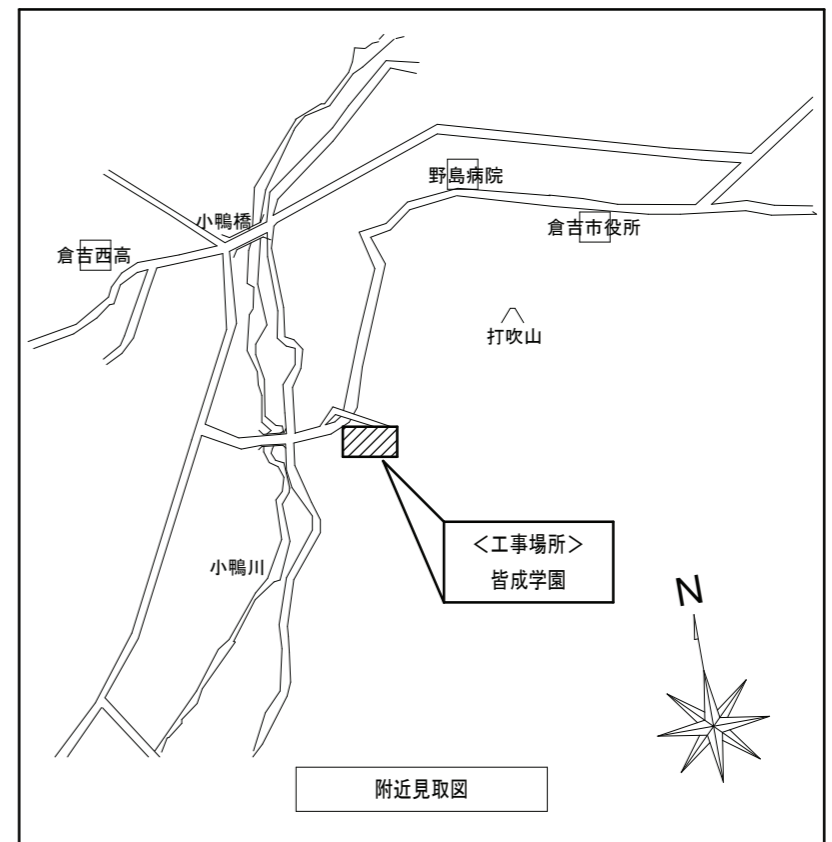 野島病院
小鴨橋
倉吉市役所
倉吉西高
打吹山
＜工事場所＞
皆成学園
小鴨川
N
附近見取図